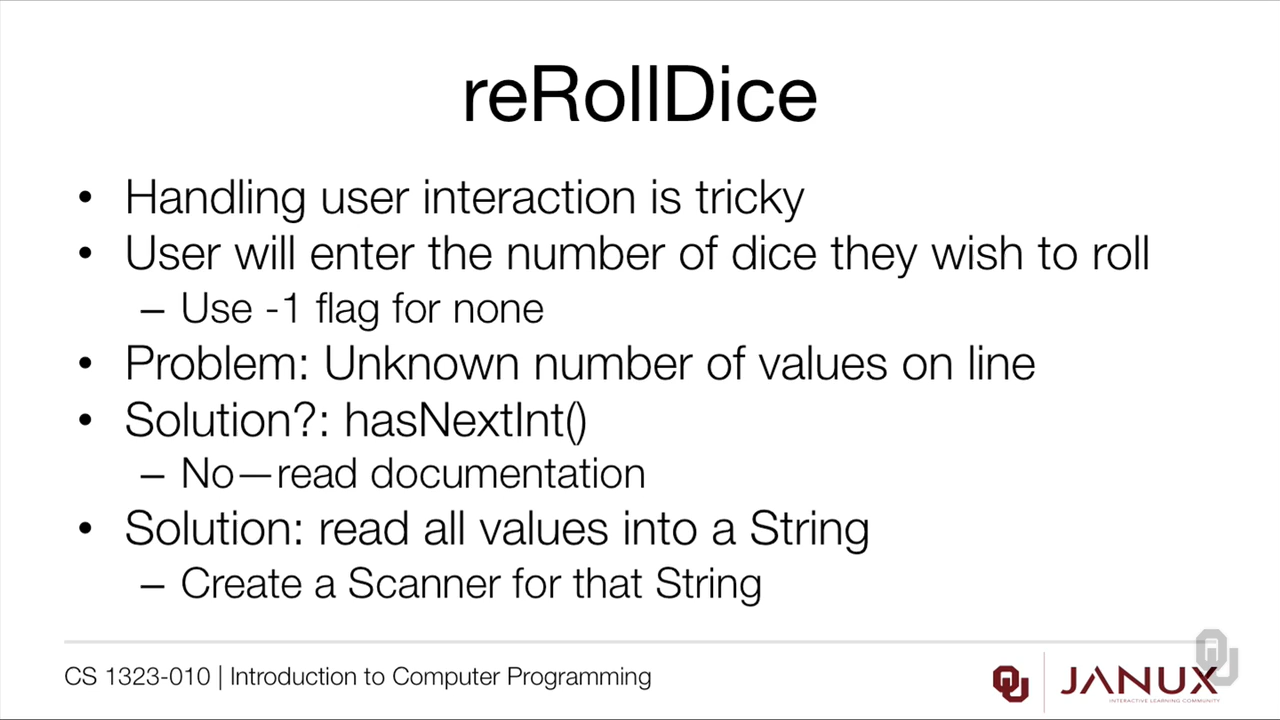 reRollDice
• Handling user interaction is tricky
• User will enter the number of dice they wish to roll
– Use -1 flag for none
• Problem: Unknown number of values on line
• Solution?: hasNextInt()
– No—read documentation
• Solution: read all values into a String
– Create a Scanner for that String
CS 1323-010 | Introduction to Computer Programming
JANUX
INTERACTIVE LEARNING COMMUNITY